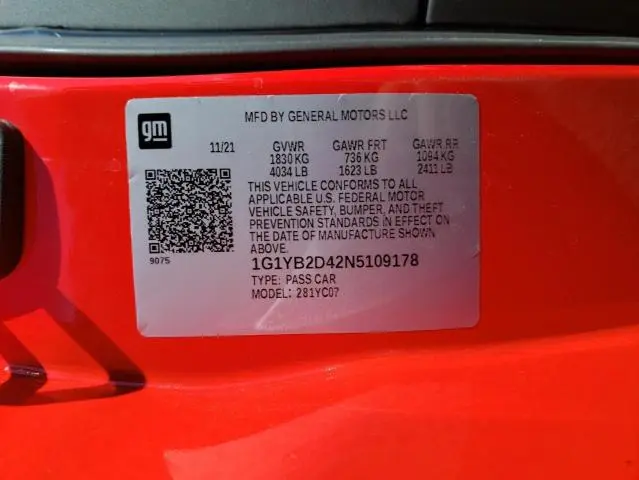 gm
MFD BY GENERAL MOTORS LLC
11/21 GVWR GAWR FRT GAWR RR
1830 KG 736 KG 1094 KG
4034 LB 1623 LB 2411 LB
THIS VEHICLE CONFORMS TO ALL
APPLICABLE U.S. FEDERAL MOTOR
VEHICLE SAFETY, BUMPER, AND THEFT
PREVENTION STANDARDS IN EFFECT ON
THE DATE OF MANUFACTURE SHOWN
ABOVE.
9075
1G1YB2D42N5109178
TYPE: PASS CAR
MODEL: 281YC07